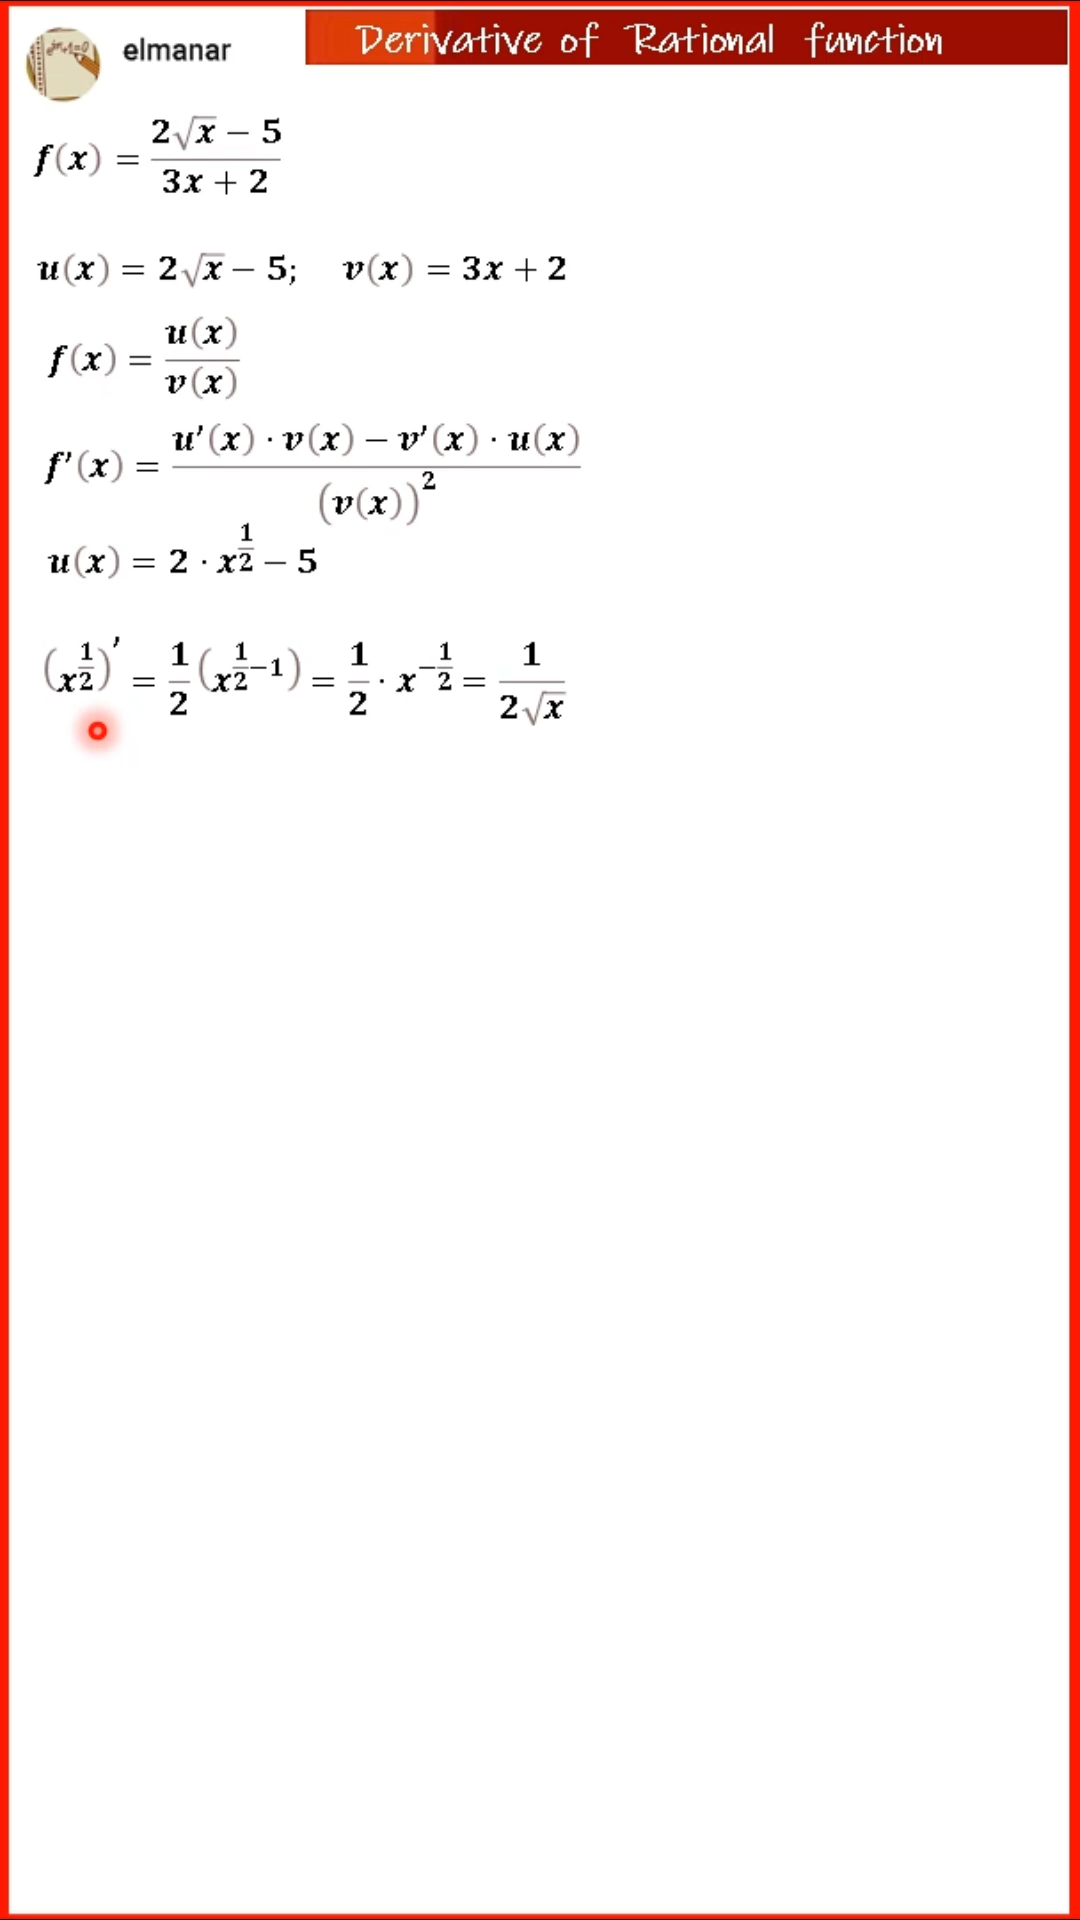 elmanar
Derivative of Rational function
f(x) = (2√x − 5)/(3x + 2)
u(x) = 2√x − 5; v(x) = 3x + 2
f(x) = u(x)/v(x)
f'(x) = (u'(x) · v(x) − v'(x) · u(x))/(v(x))²
u(x) = 2 · x^(1/2) − 5
(x^(1/2))′ = 1/2 (x^(1/2 − 1)) = 1/2 · x^(−1/2) = 1/(2√x)